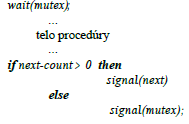 wait(mutex);
...
telo procedúry
...
if next-count > 0 then
signal(next)
else
signal(mutex);